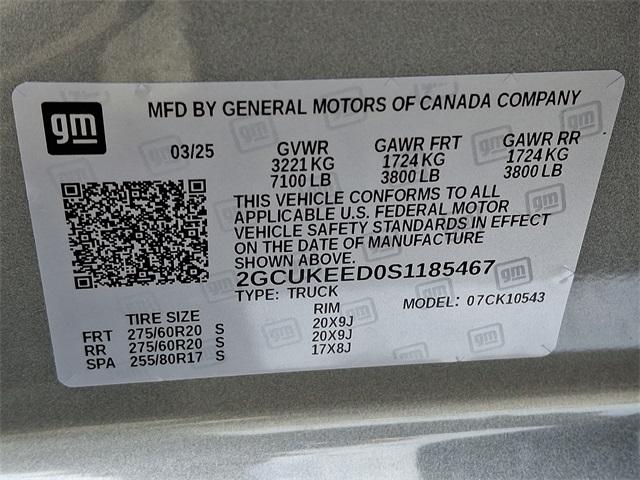 gm
MFD BY GENERAL MOTORS OF CANADA COMPANY
03/25 GVWR GAWR FRT GAWR RR
3221 KG 1724 KG 1724 KG
7100 LB 3800 LB 3800 LB
THIS VEHICLE CONFORMS TO ALL
APPLICABLE U.S. FEDERAL MOTOR
VEHICLE SAFETY STANDARDS IN EFFECT
ON THE DATE OF MANUFACTURE
SHOWN ABOVE.
2GCUKEED0S1185467
TYPE: TRUCK MODEL: 07CK10543
TIRE SIZE RIM
FRT 275/60R20 S 20X9J
RR 275/60R20 S 20X9J
SPA 255/80R17 S 17X8J